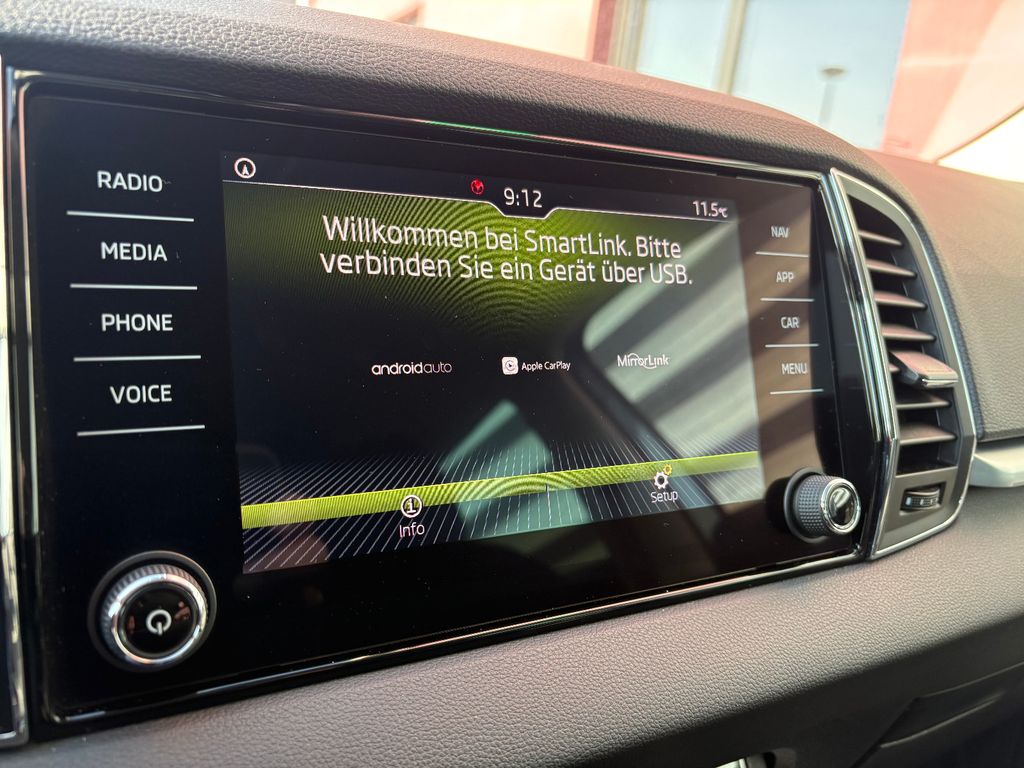 RADIO
MEDIA
PHONE
VOICE
9:12
11.5°C
Willkommen bei SmartLink. Bitte
verbinden Sie ein Gerät über USB.
androidauto
Apple CarPlay
MirrorLink
Info
Setup
NAV
APP
CAR
MENU